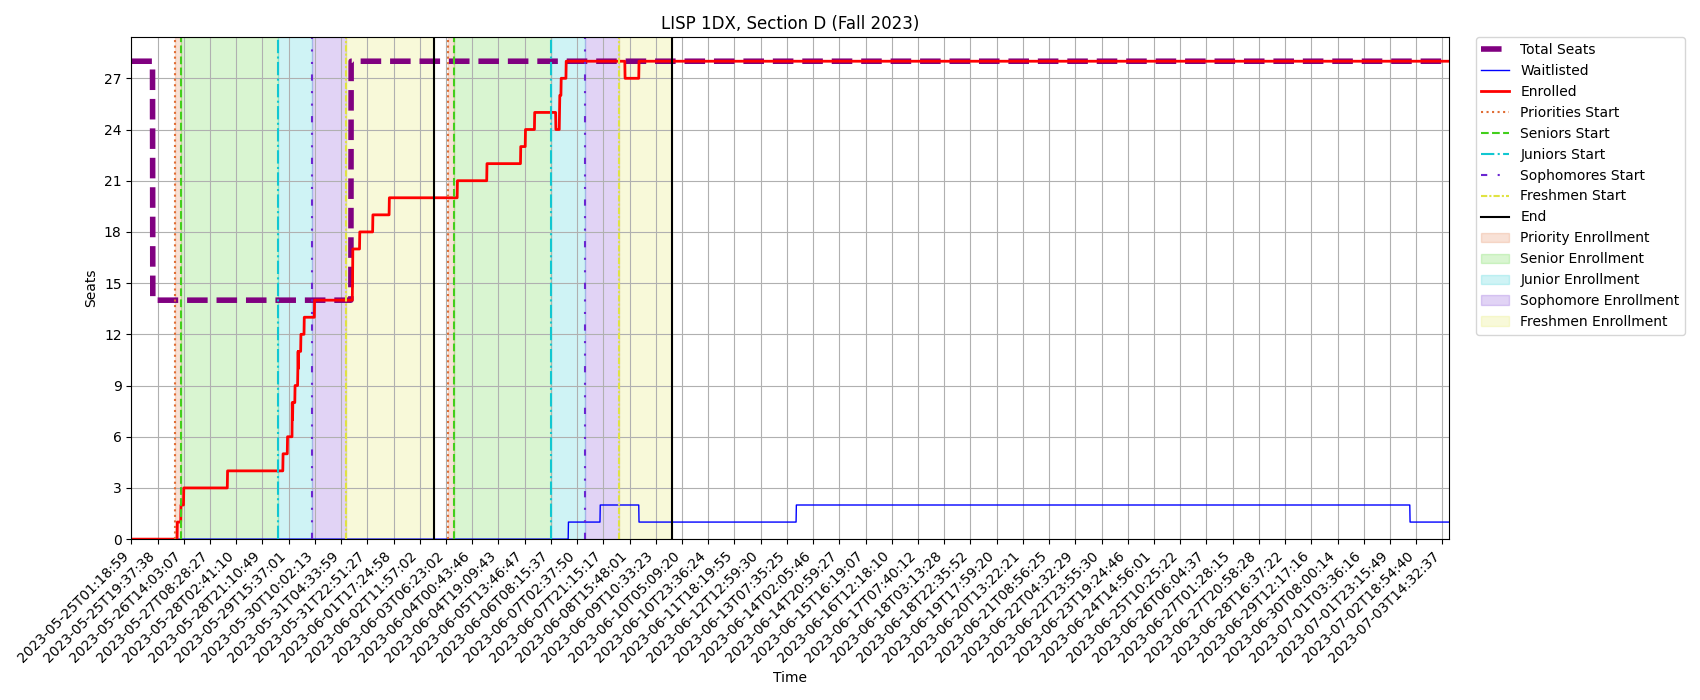 LISP 1DX, Section D (Fall 2023)
Total Seats
Waitlisted
Enrolled
Priorities Start
Seniors Start
Juniors Start
Sophomores Start
Freshmen Start
End
Priority Enrollment
Senior Enrollment
Junior Enrollment
Sophomore Enrollment
Freshmen Enrollment
Seats
27
24
21
18
15
12
9
6
3
0
2023-05-25T01:18:59
2023-05-25T19:37:38
2023-05-26T14:03:07
2023-05-27T08:28:27
2023-05-28T02:41:10
2023-05-28T21:10:49
2023-05-29T15:37:01
2023-05-30T10:02:13
2023-05-31T04:33:59
2023-05-31T22:51:27
2023-06-01T17:24:58
2023-06-02T11:57:02
2023-06-03T06:23:02
2023-06-04T00:43:46
2023-06-04T19:09:43
2023-06-05T13:46:47
2023-06-06T08:15:37
2023-06-07T02:37:50
2023-06-07T21:15:17
2023-06-08T15:48:01
2023-06-09T10:33:23
2023-06-10T05:09:20
2023-06-10T23:36:24
2023-06-11T18:19:55
2023-06-12T12:59:30
2023-06-13T07:35:25
2023-06-14T02:05:46
2023-06-14T20:59:27
2023-06-15T16:19:07
2023-06-16T12:18:10
2023-06-17T07:40:12
2023-06-18T03:13:28
2023-06-18T22:35:52
2023-06-19T17:59:20
2023-06-20T13:22:21
2023-06-21T08:56:25
2023-06-22T04:32:29
2023-06-22T23:55:30
2023-06-23T19:24:46
2023-06-24T14:56:01
2023-06-25T10:25:22
2023-06-26T06:04:37
2023-06-27T01:28:15
2023-06-27T20:58:28
2023-06-28T16:37:22
2023-06-29T12:17:16
2023-06-30T08:00:14
2023-07-01T03:36:16
2023-07-01T23:15:49
2023-07-02T18:54:40
2023-07-03T14:32:37
Time